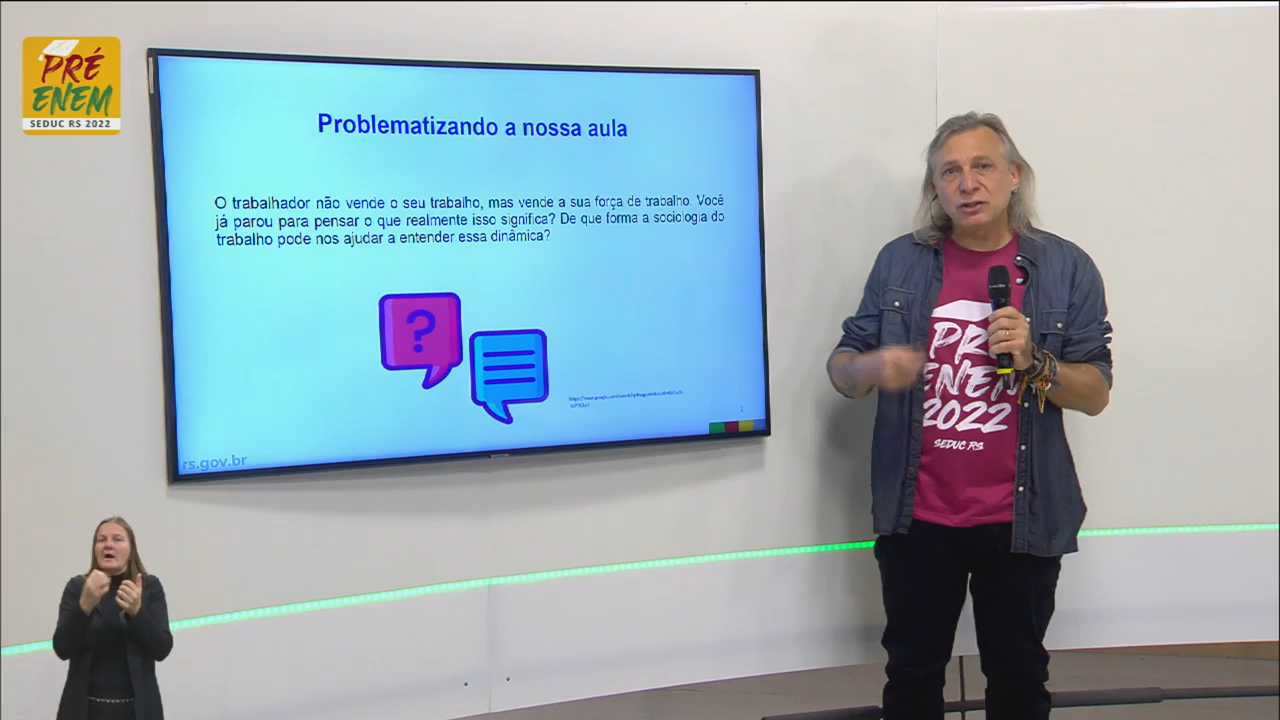 PRÉ
ENEM
SEDUC RS 2022
Problematizando a nossa aula
O trabalhador não vende o seu trabalho, mas vende a sua força de trabalho. Você
já parou para pensar o que realmente isso significa? De que forma a sociologia do
trabalho pode nos ajudar a entender essa dinâmica?
?
2
rs.gov.br
PRÉ
ENEM
2022
SEDUC RS